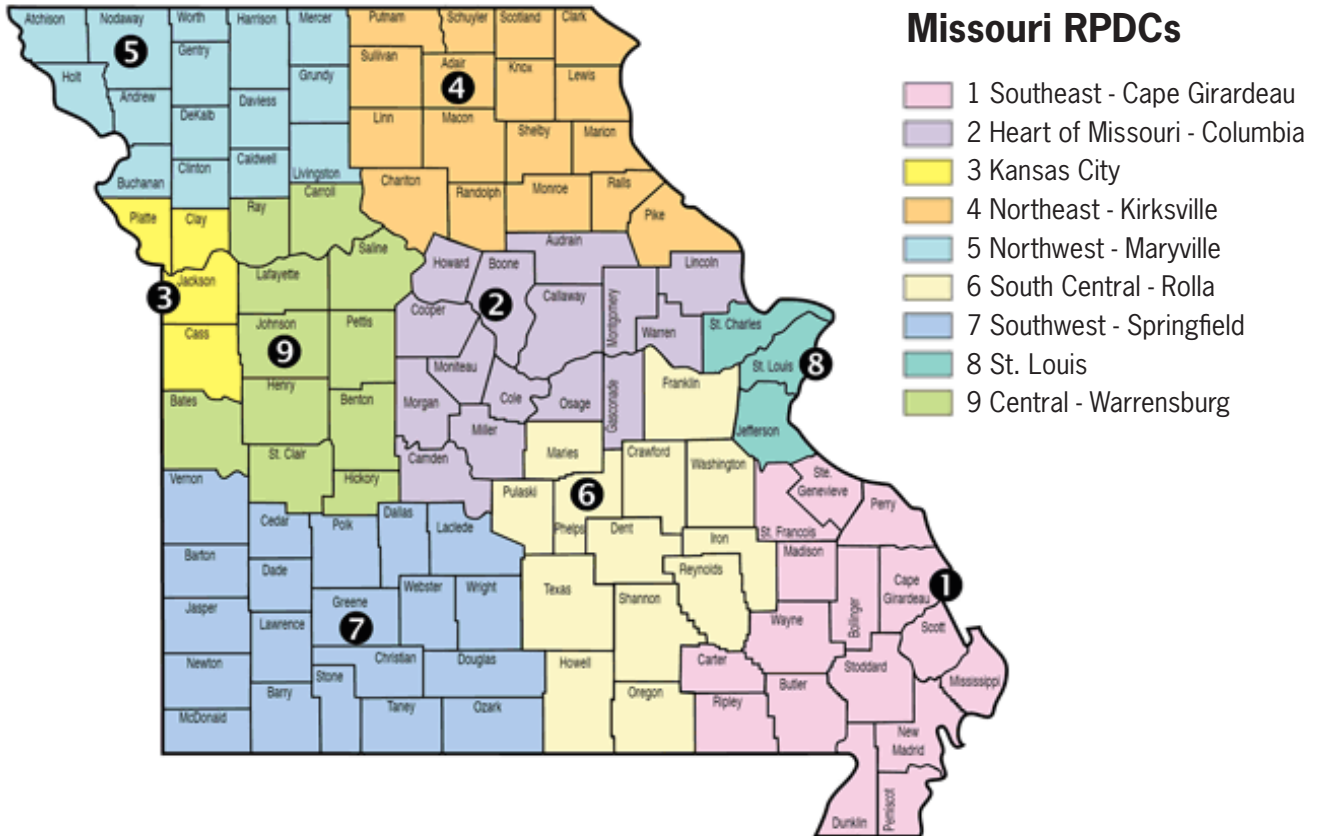 Missouri RPDCs
1 Southeast - Cape Girardeau
2 Heart of Missouri - Columbia
3 Kansas City
4 Northeast - Kirksville
5 Northwest - Maryville
6 South Central - Rolla
7 Southwest - Springfield
8 St. Louis
9 Central - Warrensburg
Atchison
Nodaway
Worth
Harrison
Mercer
Putnam
Schuyler
Scotland
Clark
5
Gentry
Sullivan
Adair
4
Knox
Lewis
Holt
Grundy
Andrew
Daviess
DeKalb
Linn
Macon
Shelby
Marion
Buchanan
Clinton
Caldwell
Livingston
Chariton
Randolph
Monroe
Ralls
Pike
Platte
Clay
Ray
Carroll
Saline
Audrain
Howard
Boone
Lincoln
3
Jackson
Lafayette
Cooper
2
Callaway
Montgomery
Warren
St. Charles
Cass
Johnson
9
Pettis
Moniteau
St. Louis
8
Henry
Bates
Benton
Morgan
Cole
Osage
Gasconade
Franklin
Miller
Jefferson
St. Clair
Camden
Maries
Crawford
Washington
Vernon
Hickory
Pulaski
6
Ste.
Genevieve
Perry
Cedar
Polk
Dallas
Laclede
Phelps
Dent
Iron
St. Francois
Barton
Dade
Madison
Reynolds
Cape
Girardeau
1
Jasper
Greene
7
Webster
Wright
Texas
Shannon
Lawrence
Wayne
Bollinger
Scott
Newton
Christian
Douglas
Howell
Carter
Stoddard
Stone
Barry
Mississippi
McDonald
Taney
Ozark
Oregon
Ripley
Butler
New
Madrid
Dunklin
Pemiscot